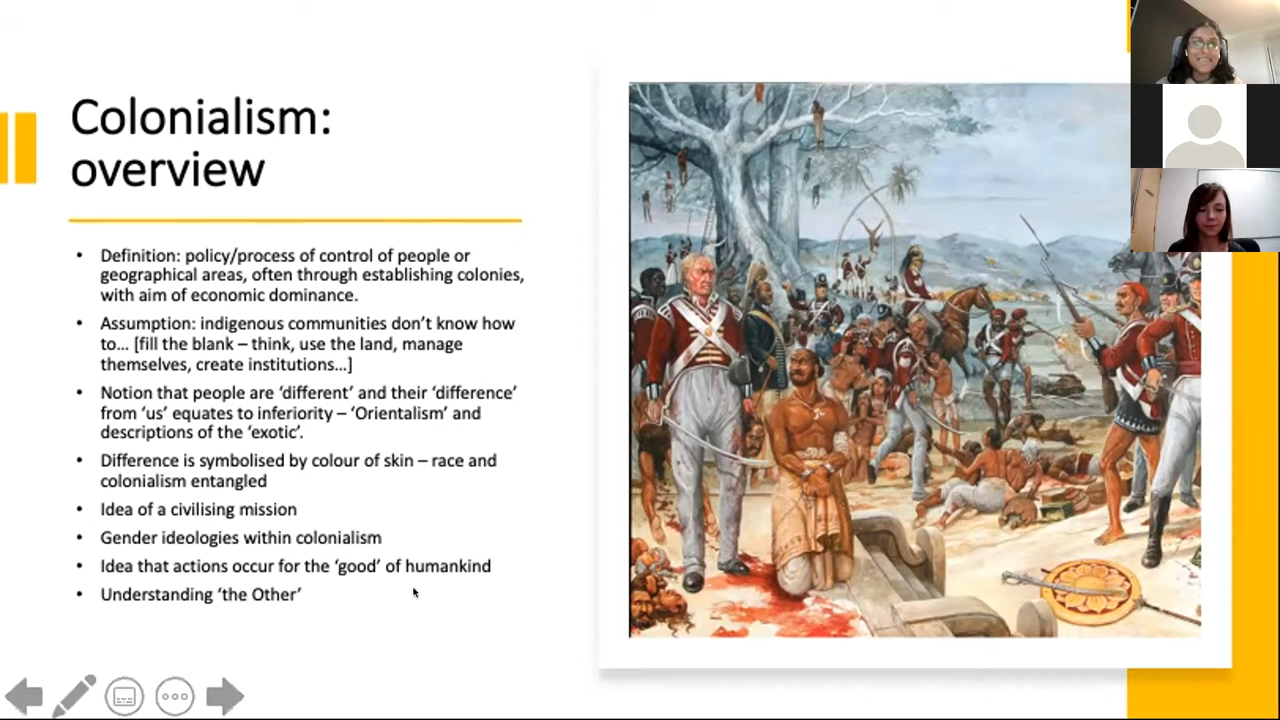 Colonialism:
overview
• Definition: policy/process of control of people or
geographical areas, often through establishing colonies,
with aim of economic dominance.
• Assumption: indigenous communities don’t know how
to… [fill the blank – think, use the land, manage
themselves, create institutions…]
• Notion that people are ‘different’ and their ‘difference’
from ‘us’ equates to inferiority – ‘Orientalism’ and
descriptions of the ‘exotic’.
• Difference is symbolised by colour of skin – race and
colonialism entangled
• Idea of a civilising mission
• Gender ideologies within colonialism
• Idea that actions occur for the ‘good’ of humankind
• Understanding ‘the Other’